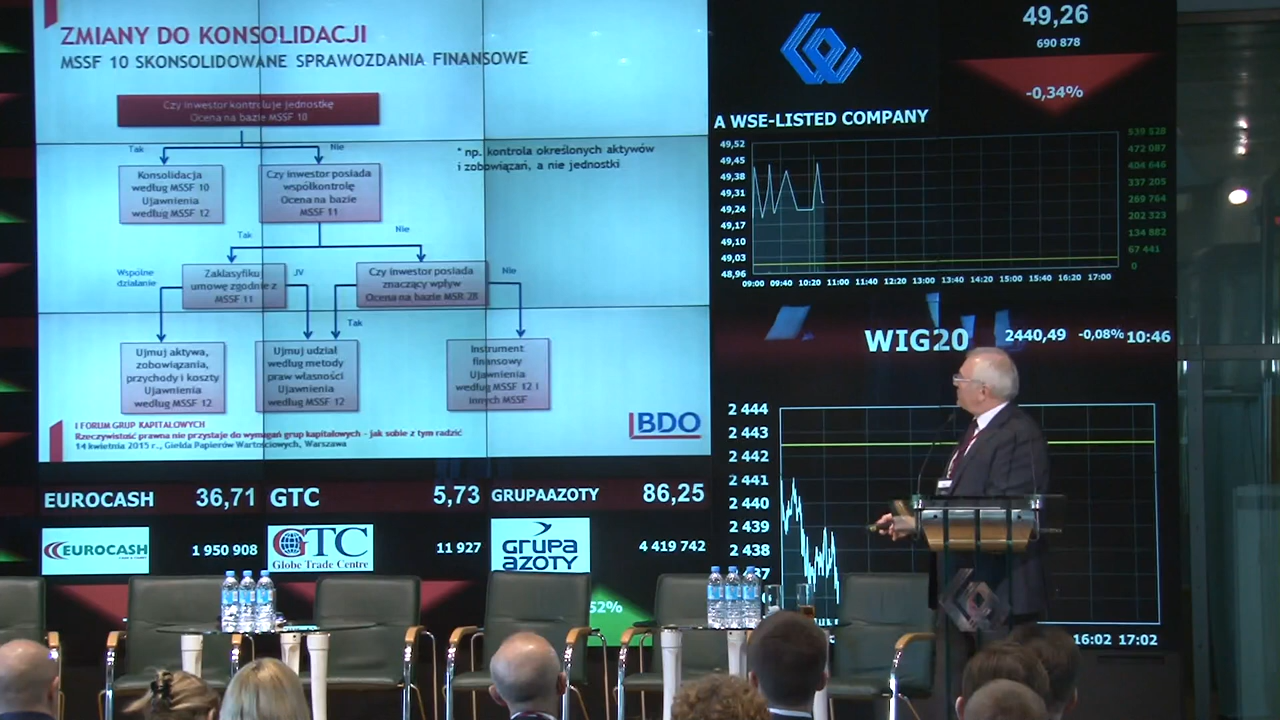 ZMIANY DO KONSOLIDACJI
MSSF 10 SKONSOLIDOWANE SPRAWOZDANIA FINANSOWE
Czy inwestor kontroluje jednostkę
Ocena na bazie MSSF 10
Tak
Nie
* np. kontrola określonych aktywów
i zobowiązań, a nie jednostki
Konsolidacja
według MSSF 10
Ujawnienia
według MSSF 12
Czy inwestor posiada
współkontrolę
Ocena na bazie
MSSF 11
Tak
Nie
Wspólne
działanie
Zaklasyfikuj
umowę zgodnie z
MSSF 11
JV
Czy inwestor posiada
znaczący wpływ
Ocena na bazie MSR 28
Nie
Tak
Ujmuj aktywa,
zobowiązania,
przychody i koszty
Ujawnienia
według MSSF 12
Ujmuj udział
według metody
praw własności
Ujawnienia
według MSSF 12
Instrument
finansowy
Ujawnienia
według MSSF 12 i
innych MSSF
I FORUM GRUP KAPITAŁOWYCH
Rzeczywistość prawna nie przystaje do wymagań grup kapitałowych - jak sobie z tym radzić
14 kwietnia 2015 r., Giełda Papierów Wartościowych, Warszawa
BDO
49,26
690 878
-0,34%
A WSE-LISTED COMPANY
49,52
49,45
49,38
49,31
49,24
49,17
49,10
49,03
48,96
539 528
472 087
404 646
337 205
269 764
202 323
134 882
67 441
0
09:00 09:40 10:20 11:00 11:40 12:20 13:00 13:40 14:20 15:00 15:40 16:20 17:00
WIG20 2440,49 -0,08% 10:46
2 444
2 443
2 442
2 441
2 440
2 439
2 438
16:02 17:02
EUROCASH 36,71
EUROCASH
1 950 908
GTC 5,73
GTC
Globe Trade Centre
11 927
GRUPAAZOTY 86,25
GRUPA
AZOTY
4 419 742
52%